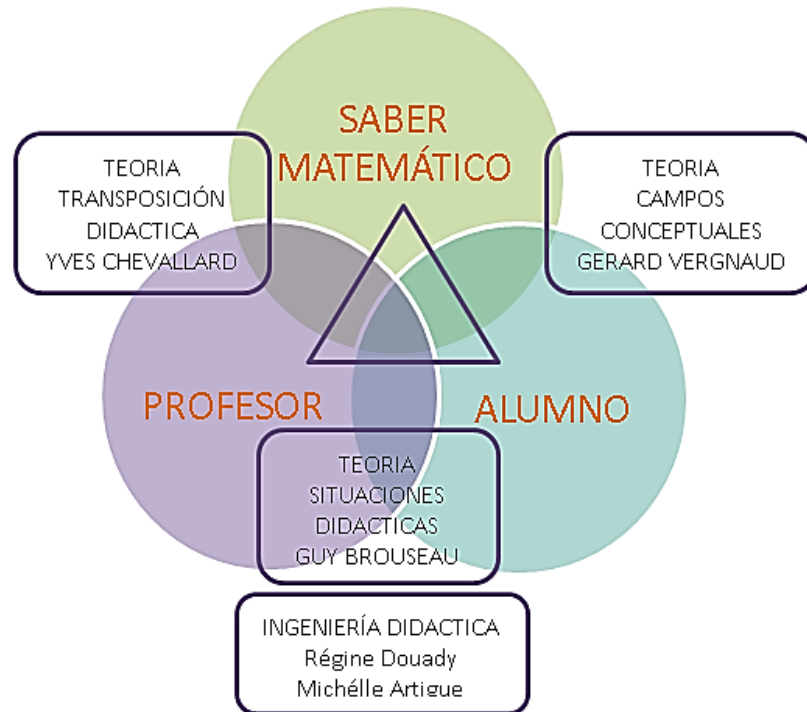 SABER
MATEMÁTICO
TEORIA
TRANSPOSICIÓN
DIDACTICA
YVES CHEVALLARD
TEORIA
CAMPOS
CONCEPTUALES
GERARD VERGNAUD
PROFESOR
ALUMNO
TEORIA
SITUACIONES
DIDACTICAS
GUY BROUSEAU
INGENIERÍA DIDACTICA
Régine Douady
Michélle Artigue